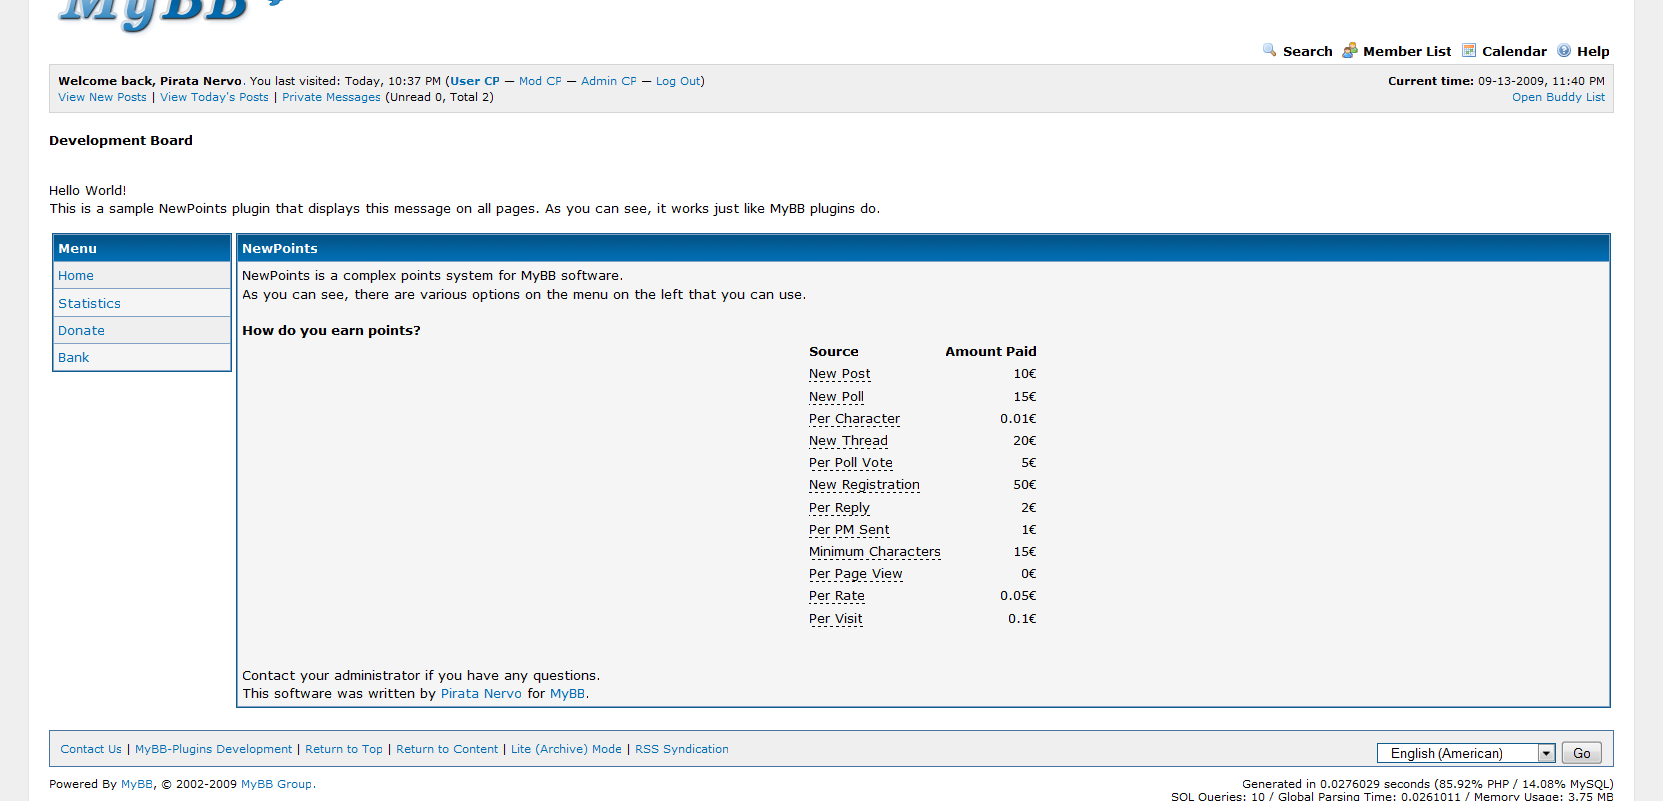 MyBB
Search Member List Calendar Help
Welcome back, Pirata Nervo. You last visited: Today, 10:37 PM (User CP — Mod CP — Admin CP — Log Out)
Current time: 09-13-2009, 11:40 PM
View New Posts | View Today's Posts | Private Messages (Unread 0, Total 2)
Open Buddy List
Development Board
Hello World!
This is a sample NewPoints plugin that displays this message on all pages. As you can see, it works just like MyBB plugins do.
Menu
Home
Statistics
Donate
Bank
NewPoints
NewPoints is a complex points system for MyBB software.
As you can see, there are various options on the menu on the left that you can use.
How do you earn points?
Source Amount Paid
New Post 10€
New Poll 15€
Per Character 0.01€
New Thread 20€
Per Poll Vote 5€
New Registration 50€
Per Reply 2€
Per PM Sent 1€
Minimum Characters 15€
Per Page View 0€
Per Rate 0.05€
Per Visit 0.1€
Contact your administrator if you have any questions.
This software was written by Pirata Nervo for MyBB.
Contact Us | MyBB-Plugins Development | Return to Top | Return to Content | Lite (Archive) Mode | RSS Syndication
English (American) Go
Powered By MyBB, © 2002-2009 MyBB Group.
Generated in 0.0276029 seconds (85.92% PHP / 14.08% MySQL)
SQL Queries: 10 / Global Parsing Time: 0.0261011 / Memory Usage: 3.75 MB